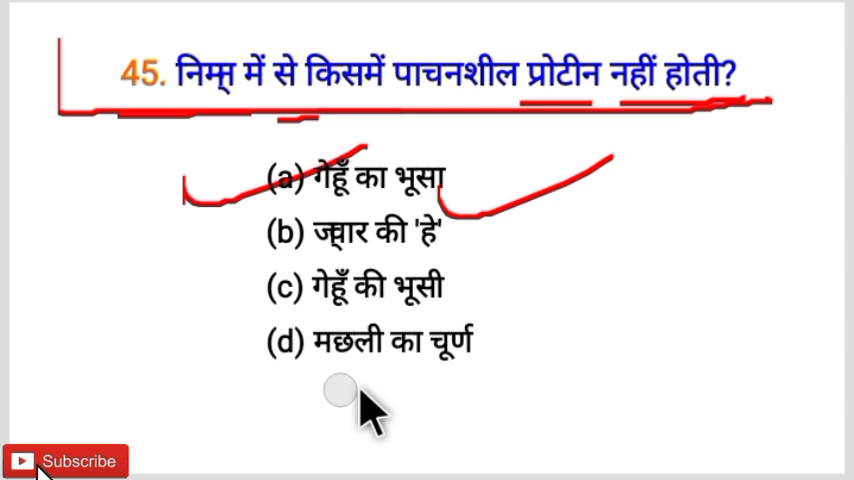 45. निम्न में से किसमें पाचनशील प्रोटीन नहीं होती?
(a) गेहूँ का भूसा
(b) ज्वार की 'हे'
(c) गेहूँ की भूसी
(d) मछली का चूर्ण
Subscribe